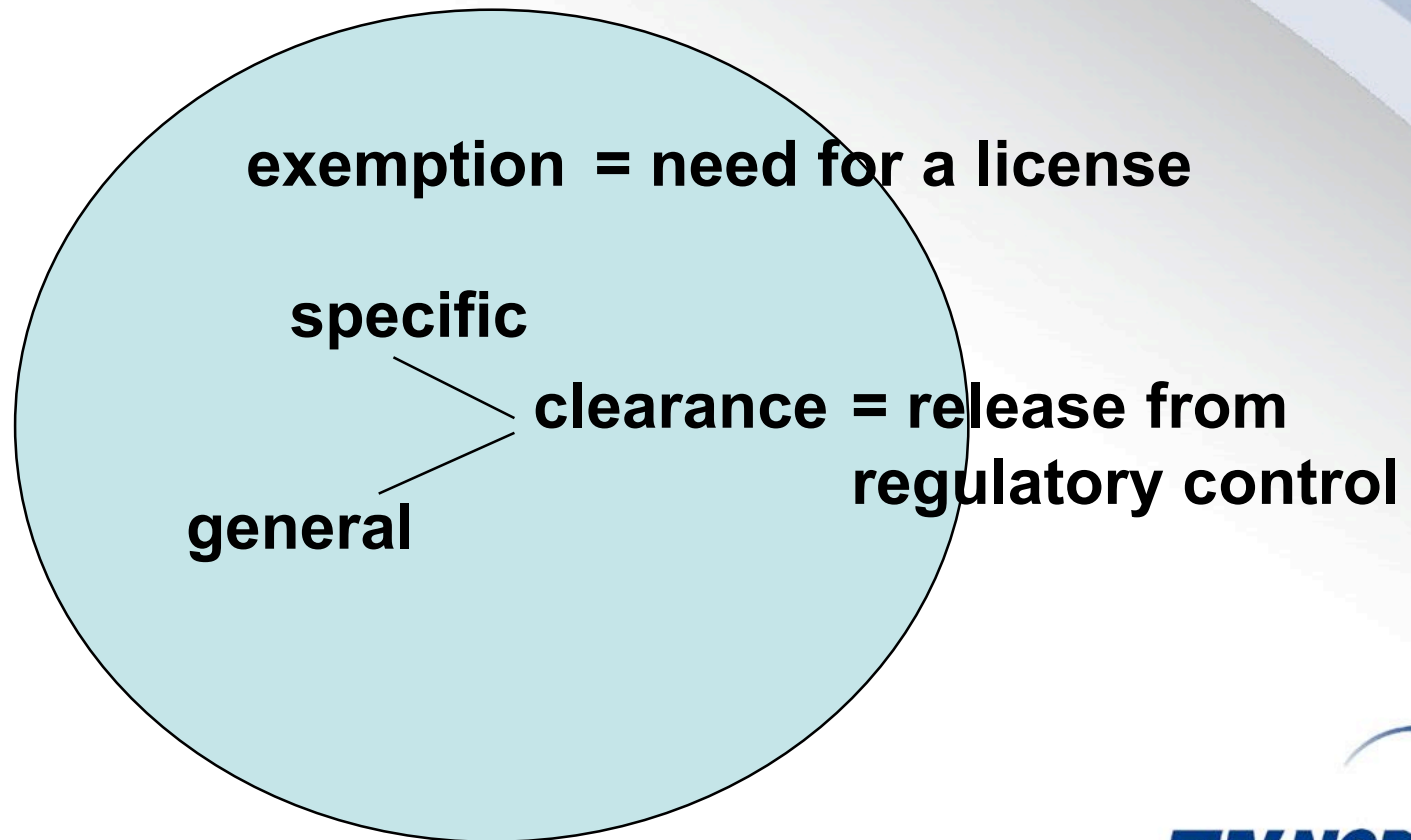 exemption = need for a license
specific
clearance = release from
regulatory control
general